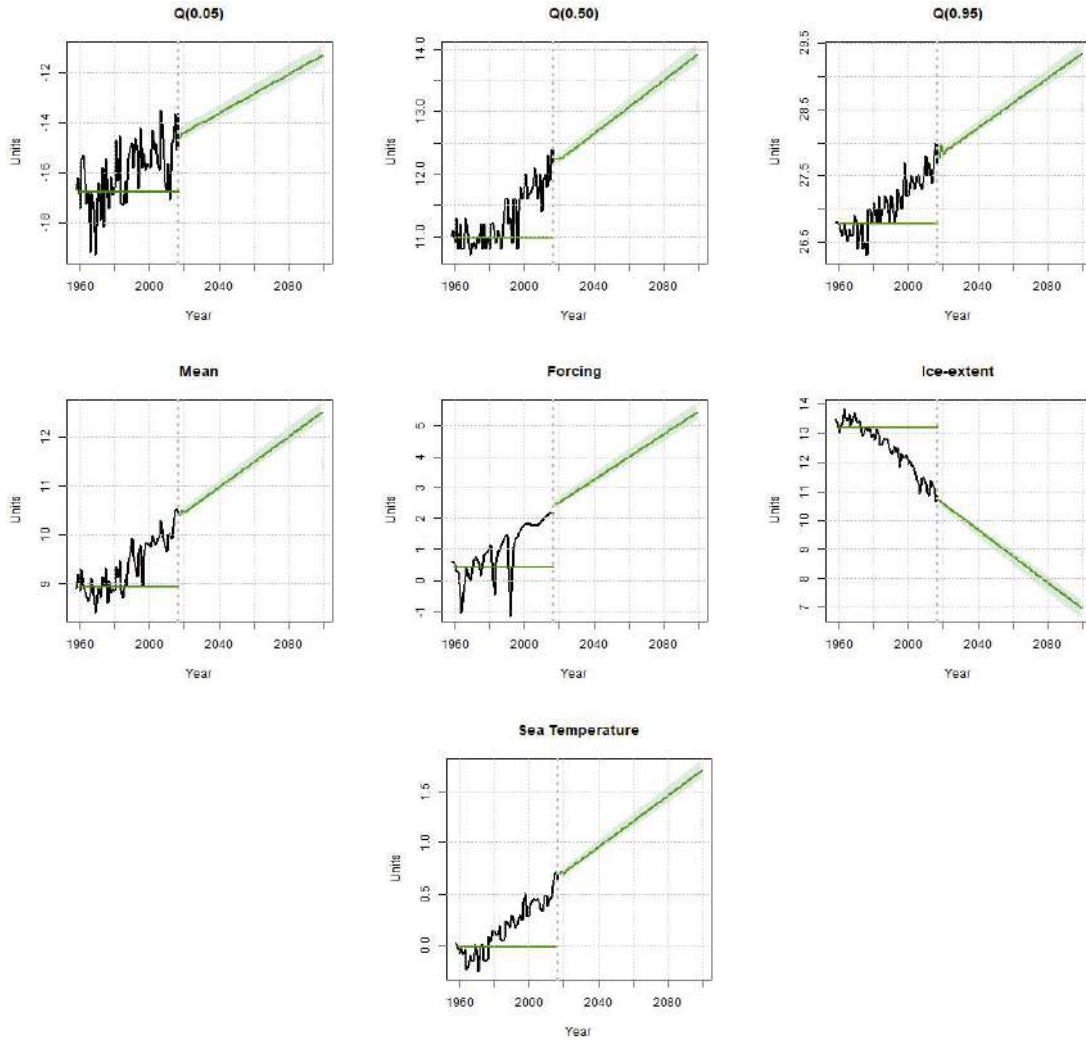 Q(0.05) Q(0.50) Q(0.95)
Units -18 -16 -14 -12
Units 11.0 12.0 13.0 14.0
Units 26.5 27.5 28.5 29.5
1960 2000 2040 2080 1960 2000 2040 2080 1960 2000 2040 2080
Year Year Year
Mean Forcing Ice-extent
Units 9 10 11 12
Units -1 0 1 2 3 4 5
Units 7 8 9 10 11 12 13 14
1960 2000 2040 2080 1960 2000 2040 2080 1960 2000 2040 2080
Year Year Year
Sea Temperature
Units 0.0 0.5 1.0 1.5
1960 2000 2040 2080
Year